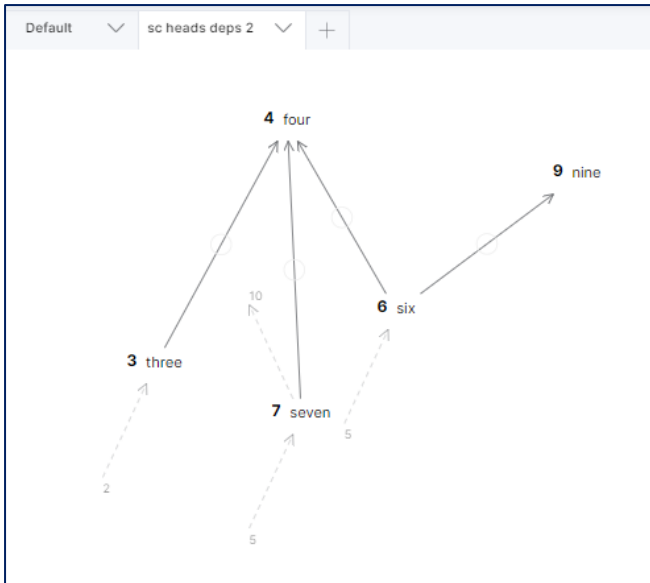 Default
sc heads deps 2
4 four
9 nine
10
6 six
3 three
7 seven
5
2
5